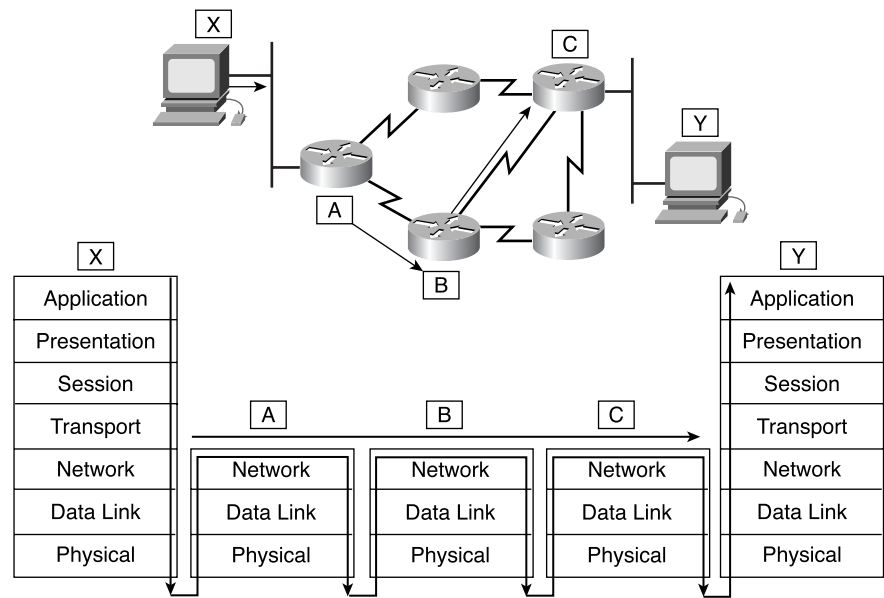 X
C
Y
A
B
X
Y
Application
Application
Presentation
Presentation
Session
Session
A
B
C
Transport
Transport
Network
Network
Network
Network
Network
Data Link
Data Link
Data Link
Data Link
Data Link
Physical
Physical
Physical
Physical
Physical